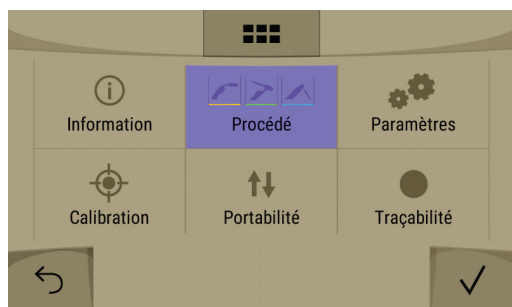 Information
Procédé
Paramètres
Calibration
Portabilité
Traçabilité